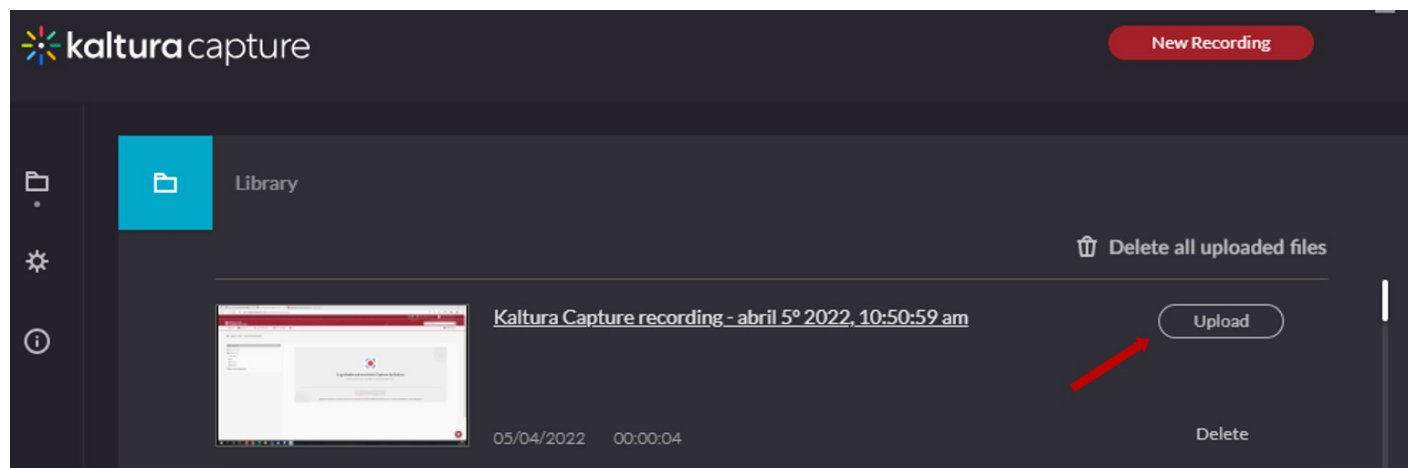 kaltura capture
New Recording
Library
Delete all uploaded files
Kaltura Capture recording - abril 5º 2022, 10:50:59 am
Upload
05/04/2022 00:00:04
Delete